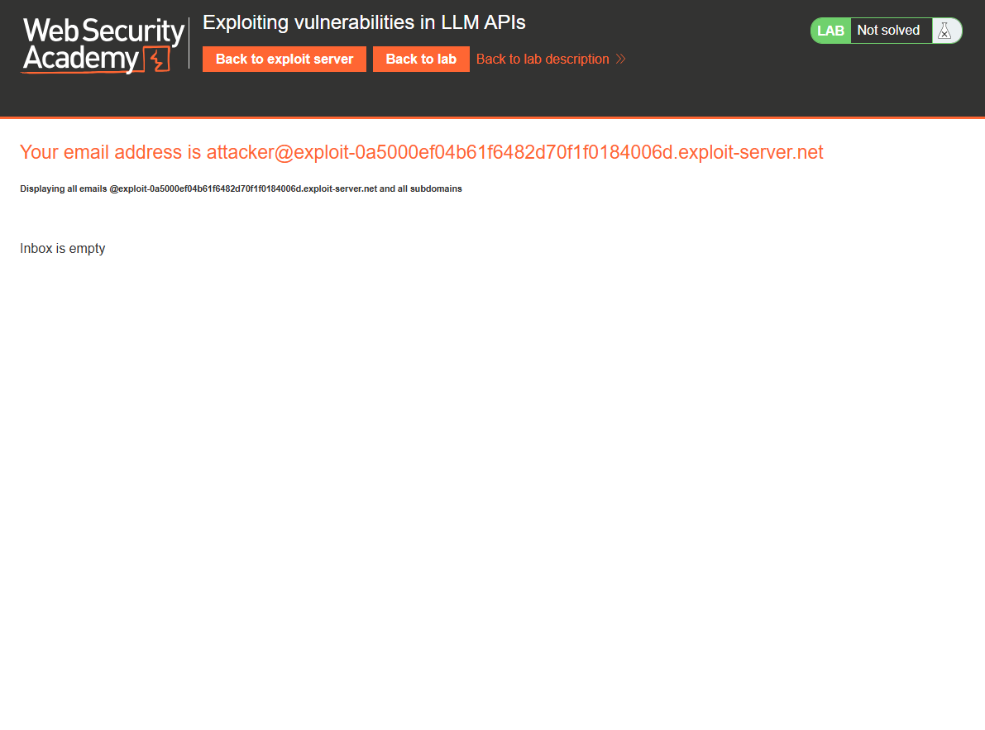 Web Security
Academy
Exploiting vulnerabilities in LLM APIs
Back to exploit server
Back to lab
Back to lab description
LAB
Not solved
Your email address is attacker@exploit-0a5000ef04b61f6482d70f1f0184006d.exploit-server.net
Displaying all emails @exploit-0a5000ef04b61f6482d70f1f0184006d.exploit-server.net and all subdomains
Inbox is empty